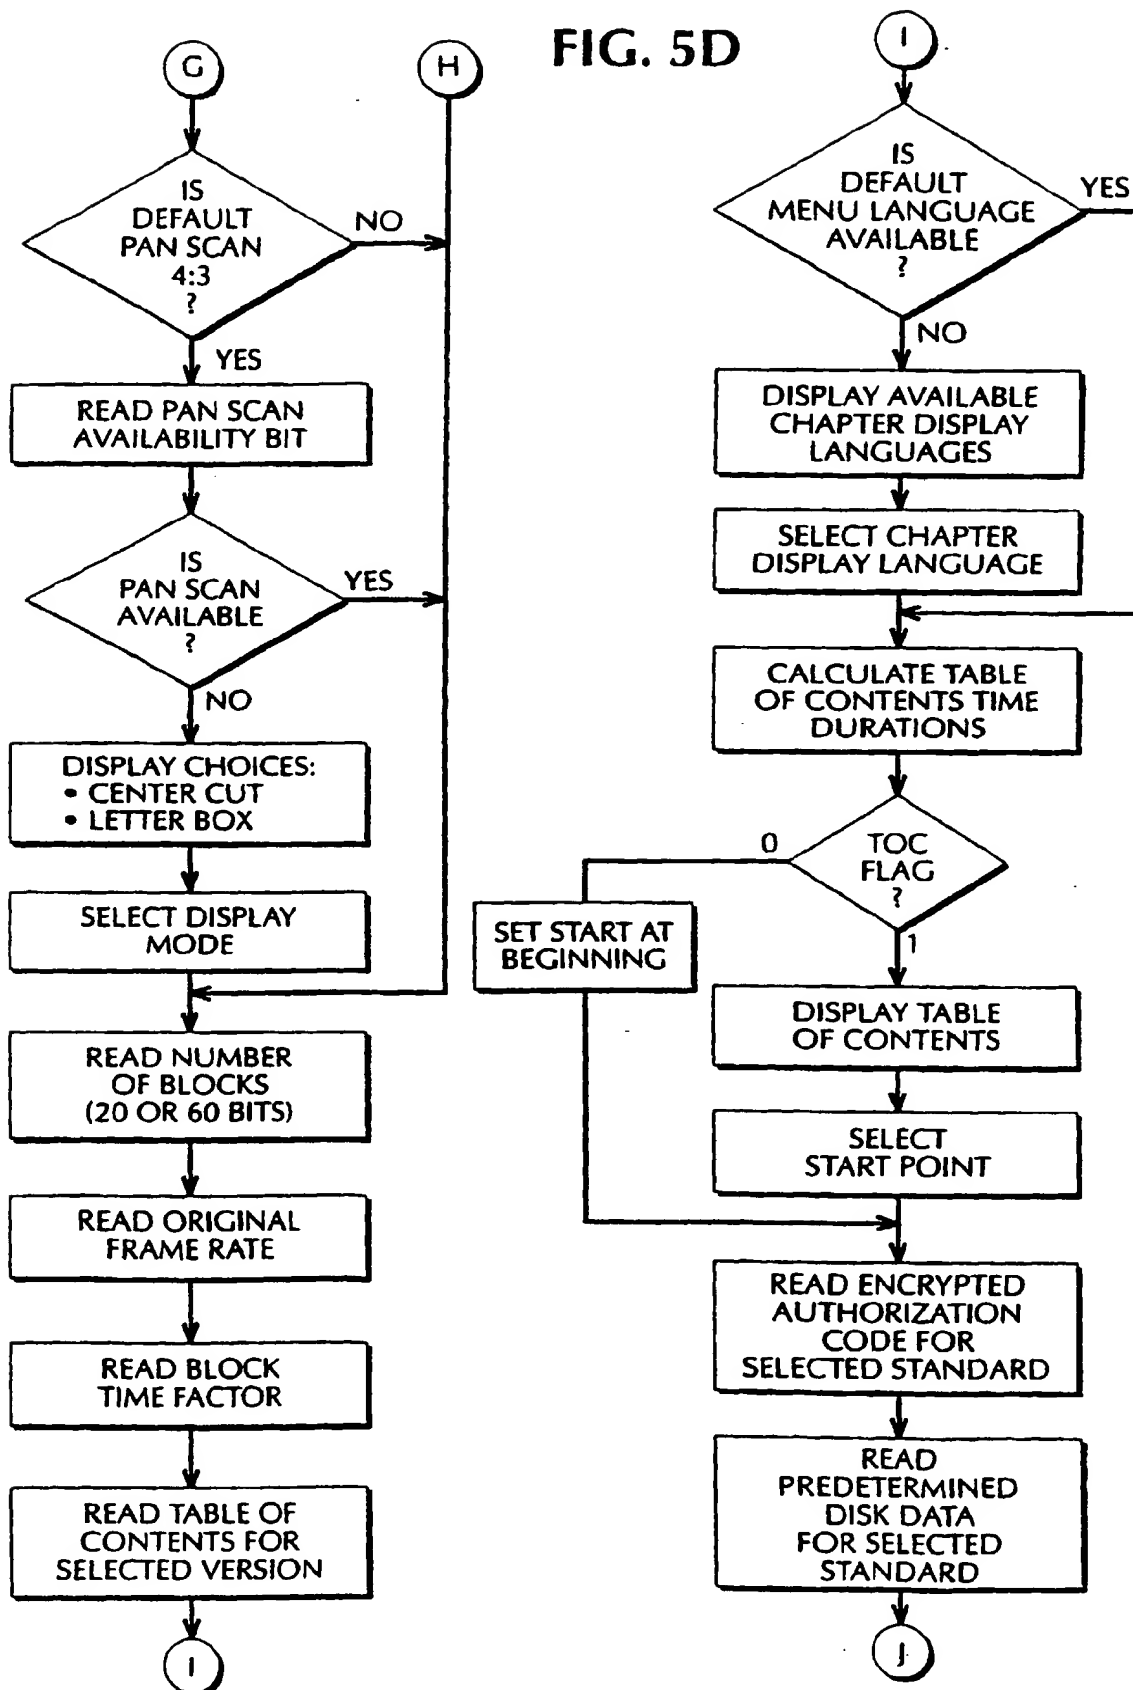 FIG. 5D
G
H
IS
DEFAULT
PAN SCAN
4:3
?
NO
YES
READ PAN SCAN
AVAILABILITY BIT
IS
PAN SCAN
AVAILABLE
?
YES
NO
DISPLAY CHOICES:
• CENTER CUT
• LETTER BOX
SELECT DISPLAY
MODE
READ NUMBER
OF BLOCKS
(20 OR 60 BITS)
READ ORIGINAL
FRAME RATE
READ BLOCK
TIME FACTOR
READ TABLE OF
CONTENTS FOR
SELECTED VERSION
I
I
IS
DEFAULT
MENU LANGUAGE
AVAILABLE
?
YES
NO
DISPLAY AVAILABLE
CHAPTER DISPLAY
LANGUAGES
SELECT CHAPTER
DISPLAY LANGUAGE
CALCULATE TABLE
OF CONTENTS TIME
DURATIONS
TOC
FLAG
?
0
1
SET START AT
BEGINNING
DISPLAY TABLE
OF CONTENTS
SELECT
START POINT
READ ENCRYPTED
AUTHORIZATION
CODE FOR
SELECTED STANDARD
READ
PREDETERMINED
DISK DATA
FOR SELECTED
STANDARD
J